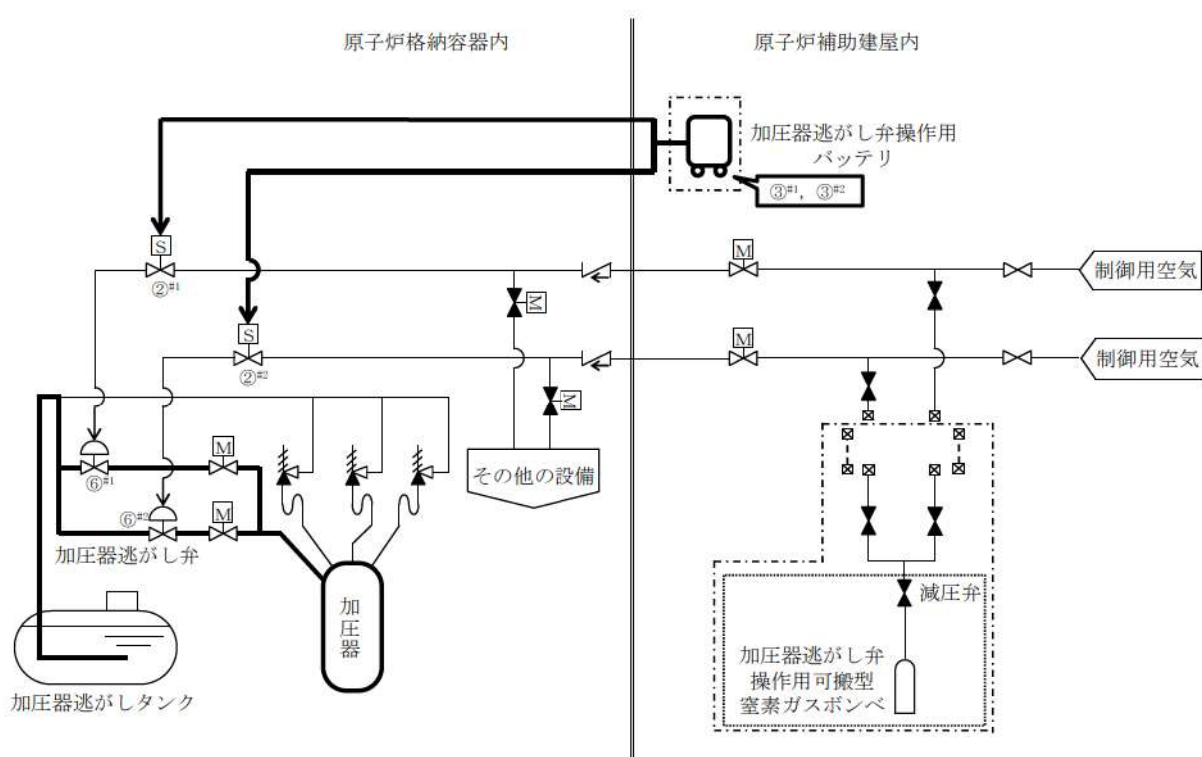 原子炉格納容器内
原子炉補助建屋内
加圧器逃がし弁操作用
バッテリ
③#1, ③#2
S
②#1
M
制御用空気
M
S
②#2
M
制御用空気
M
⑥#1
M
⑥#2
M
その他の設備
加圧器逃がし弁
加圧器
減圧弁
加圧器逃がし弁
操作用可搬型
窒素ガスボンベ
加圧器逃がしタンク